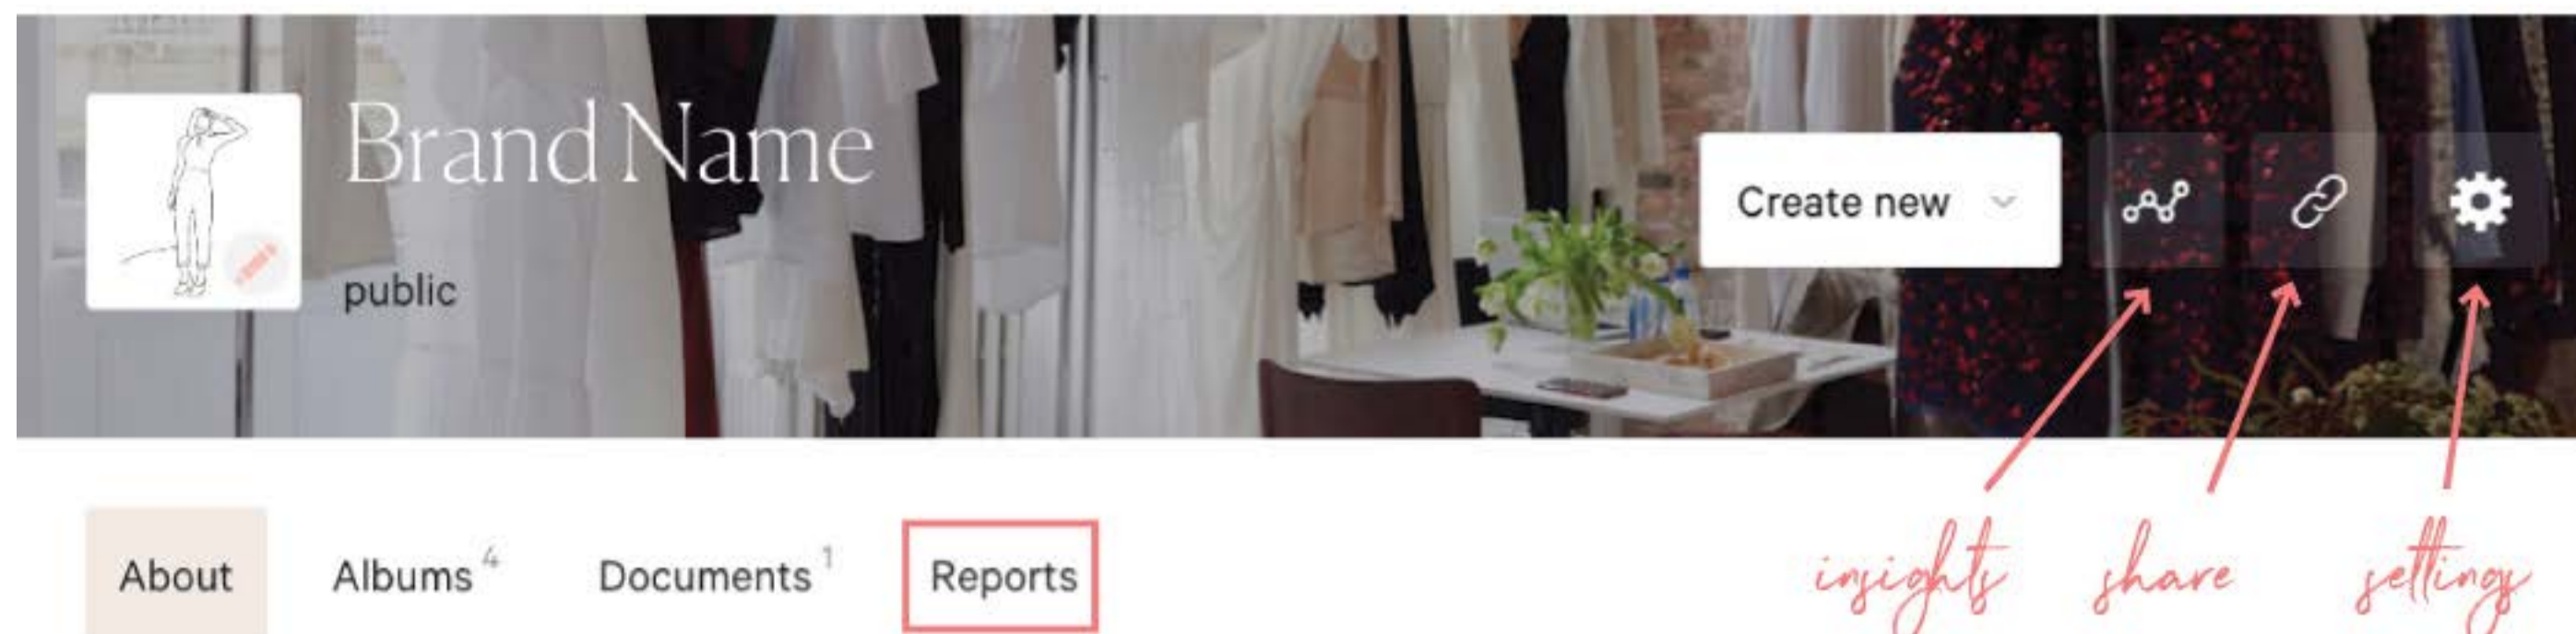 Brand Name
Create new
public
About
Albums 4
Documents 1
Reports
insights
share
settings